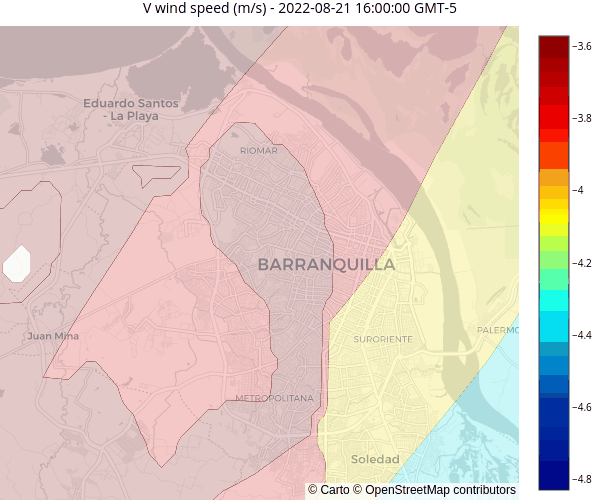 V wind speed (m/s) - 2022-08-21 16:00:00 GMT-5
−3.6
Eduardo Santos
- La Playa
−3.8
RIOMAR
−4
−4.2
BARRANQUILLA
Juan Mina
PALERMO
SURORIENTE
−4.4
METROPOLITANA
−4.6
Soledad
−4.8
© Carto © OpenStreetMap contributors